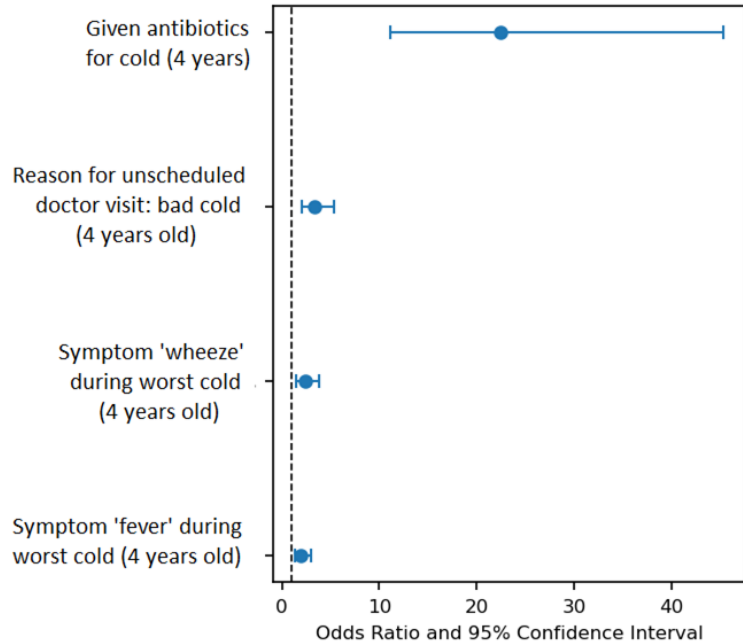 Given antibiotics
for cold (4 years)
Reason for unscheduled
doctor visit: bad cold
(4 years old)
Symptom 'wheeze'
during worst cold
(4 years old)
Symptom 'fever' during
worst cold (4 years old)
0 10 20 30 40
Odds Ratio and 95% Confidence Interval